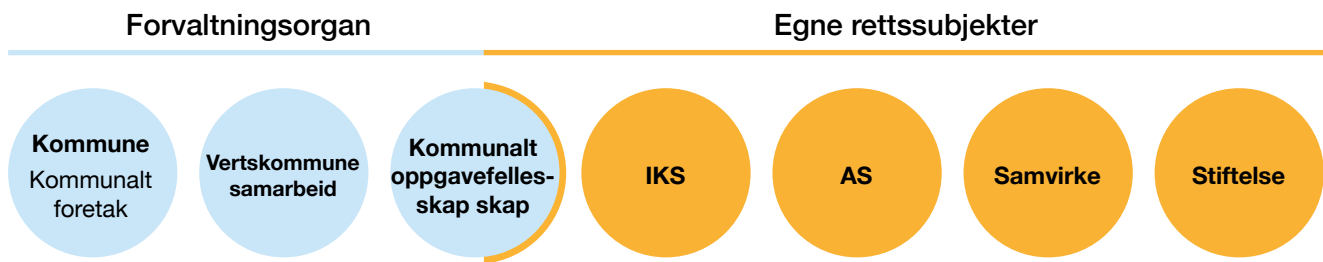 Forvaltningsorgan
Egne rettssubjekter
Kommune
Kommunalt
foretak
Vertskommune
samarbeid
Kommunalt
oppgavefelles-
skap skap
IKS
AS
Samvirke
Stiftelse